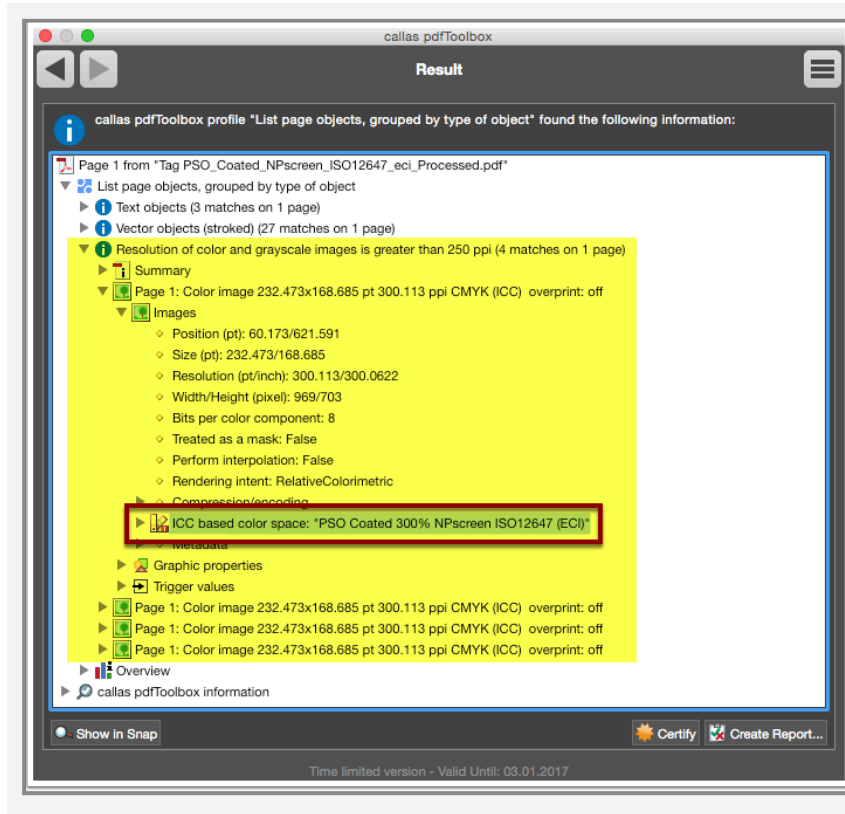 callas pdfToolbox
Result
callas pdfToolbox profile "List page objects, grouped by type of object" found the following information:
Page 1 from "Tag PSO_Coated_NPscreen_ISO12647_eci_Processed.pdf"
List page objects, grouped by type of object
Text objects (3 matches on 1 page)
Vector objects (stroked) (27 matches on 1 page)
Resolution of color and grayscale images is greater than 250 ppi (4 matches on 1 page)
Summary
Page 1: Color image 232.473x168.685 pt 300.113 ppi CMYK (ICC) overprint: off
Images
Position (pt): 60.173/621.591
Size (pt): 232.473/168.685
Resolution (pt/inch): 300.113/300.0622
Width/Height (pixel): 969/703
Bits per color component: 8
Treated as a mask: False
Perform interpolation: False
Rendering intent: RelativeColorimetric
Compression/encoding
ICC based color space: "PSO Coated 300% NPscreen ISO12647 (ECI)"
Metadata
Graphic properties
Trigger values
Page 1: Color image 232.473x168.685 pt 300.113 ppi CMYK (ICC) overprint: off
Page 1: Color image 232.473x168.685 pt 300.113 ppi CMYK (ICC) overprint: off
Page 1: Color image 232.473x168.685 pt 300.113 ppi CMYK (ICC) overprint: off
Overview
callas pdfToolbox information
Show in Snap Certify Create Report...
Time limited version - Valid Until: 03.01.2017